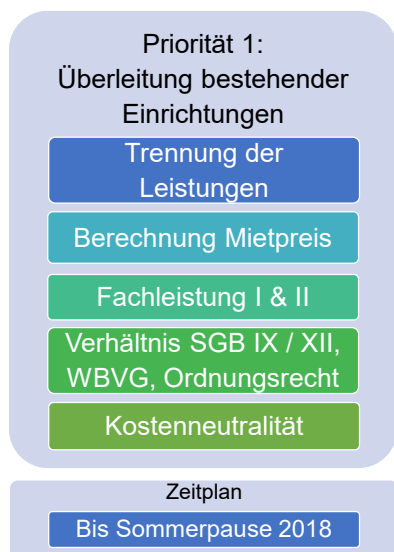 Priorität 1:
Überleitung bestehender
Einrichtungen
Trennung der
Leistungen
Berechnung Mietpreis
Fachleistung I & II
Verhältnis SGB IX / XII,
WBVG, Ordnungsrecht
Kostenneutralität
Zeitplan
Bis Sommerpause 2018